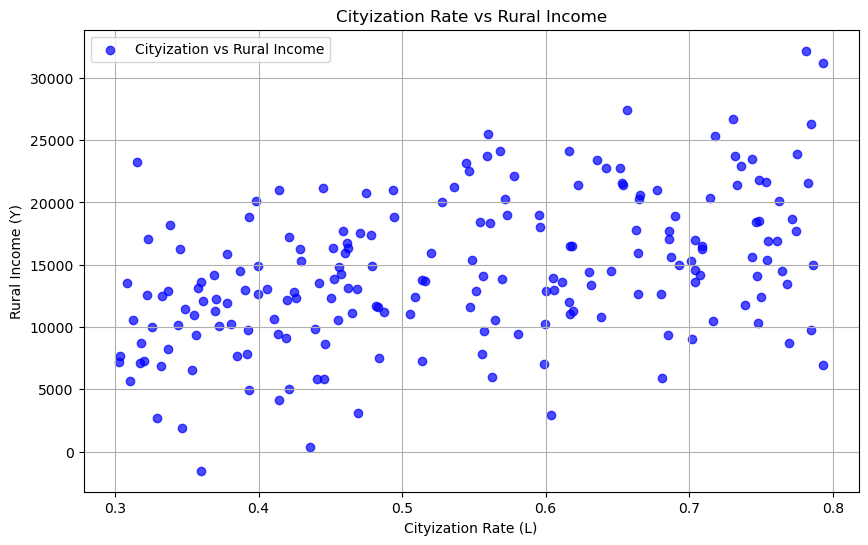 Cityization Rate vs Rural Income
Cityization vs Rural Income
Rural Income (Y)
30000
25000
20000
15000
10000
5000
0
0.3 0.4 0.5 0.6 0.7 0.8
Cityization Rate (L)